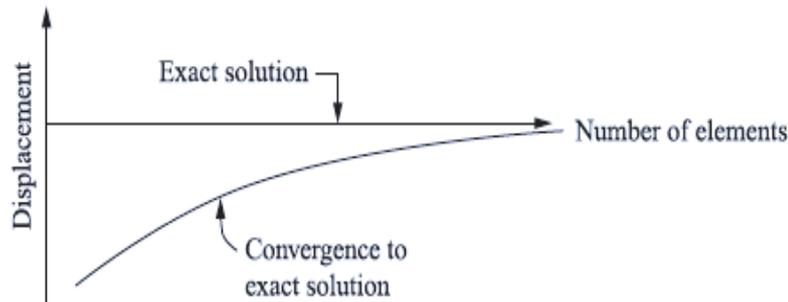 Exact solution
Displacement
Number of elements
Convergence to
exact solution